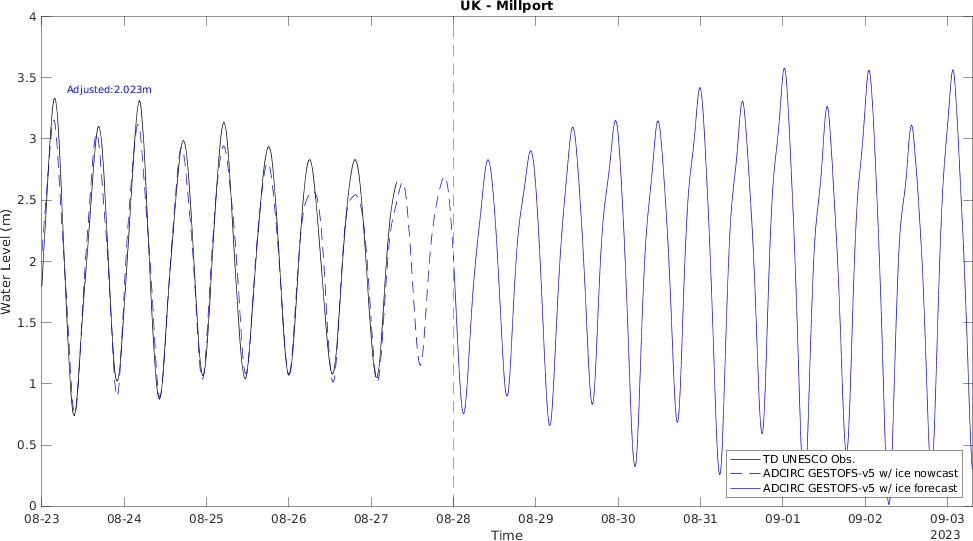 UK - Millport
4
3.5
3
2.5
2
1.5
1
0.5
0
Water Level (m)
Adjusted:2.023m
TD UNESCO Obs.
ADCIRC GESTOFS-v5 w/ ice nowcast
ADCIRC GESTOFS-v5 w/ ice forecast
08-23 08-24 08-25 08-26 08-27 08-28 08-29 08-30 08-31 09-01 09-02 09-03
2023
Time